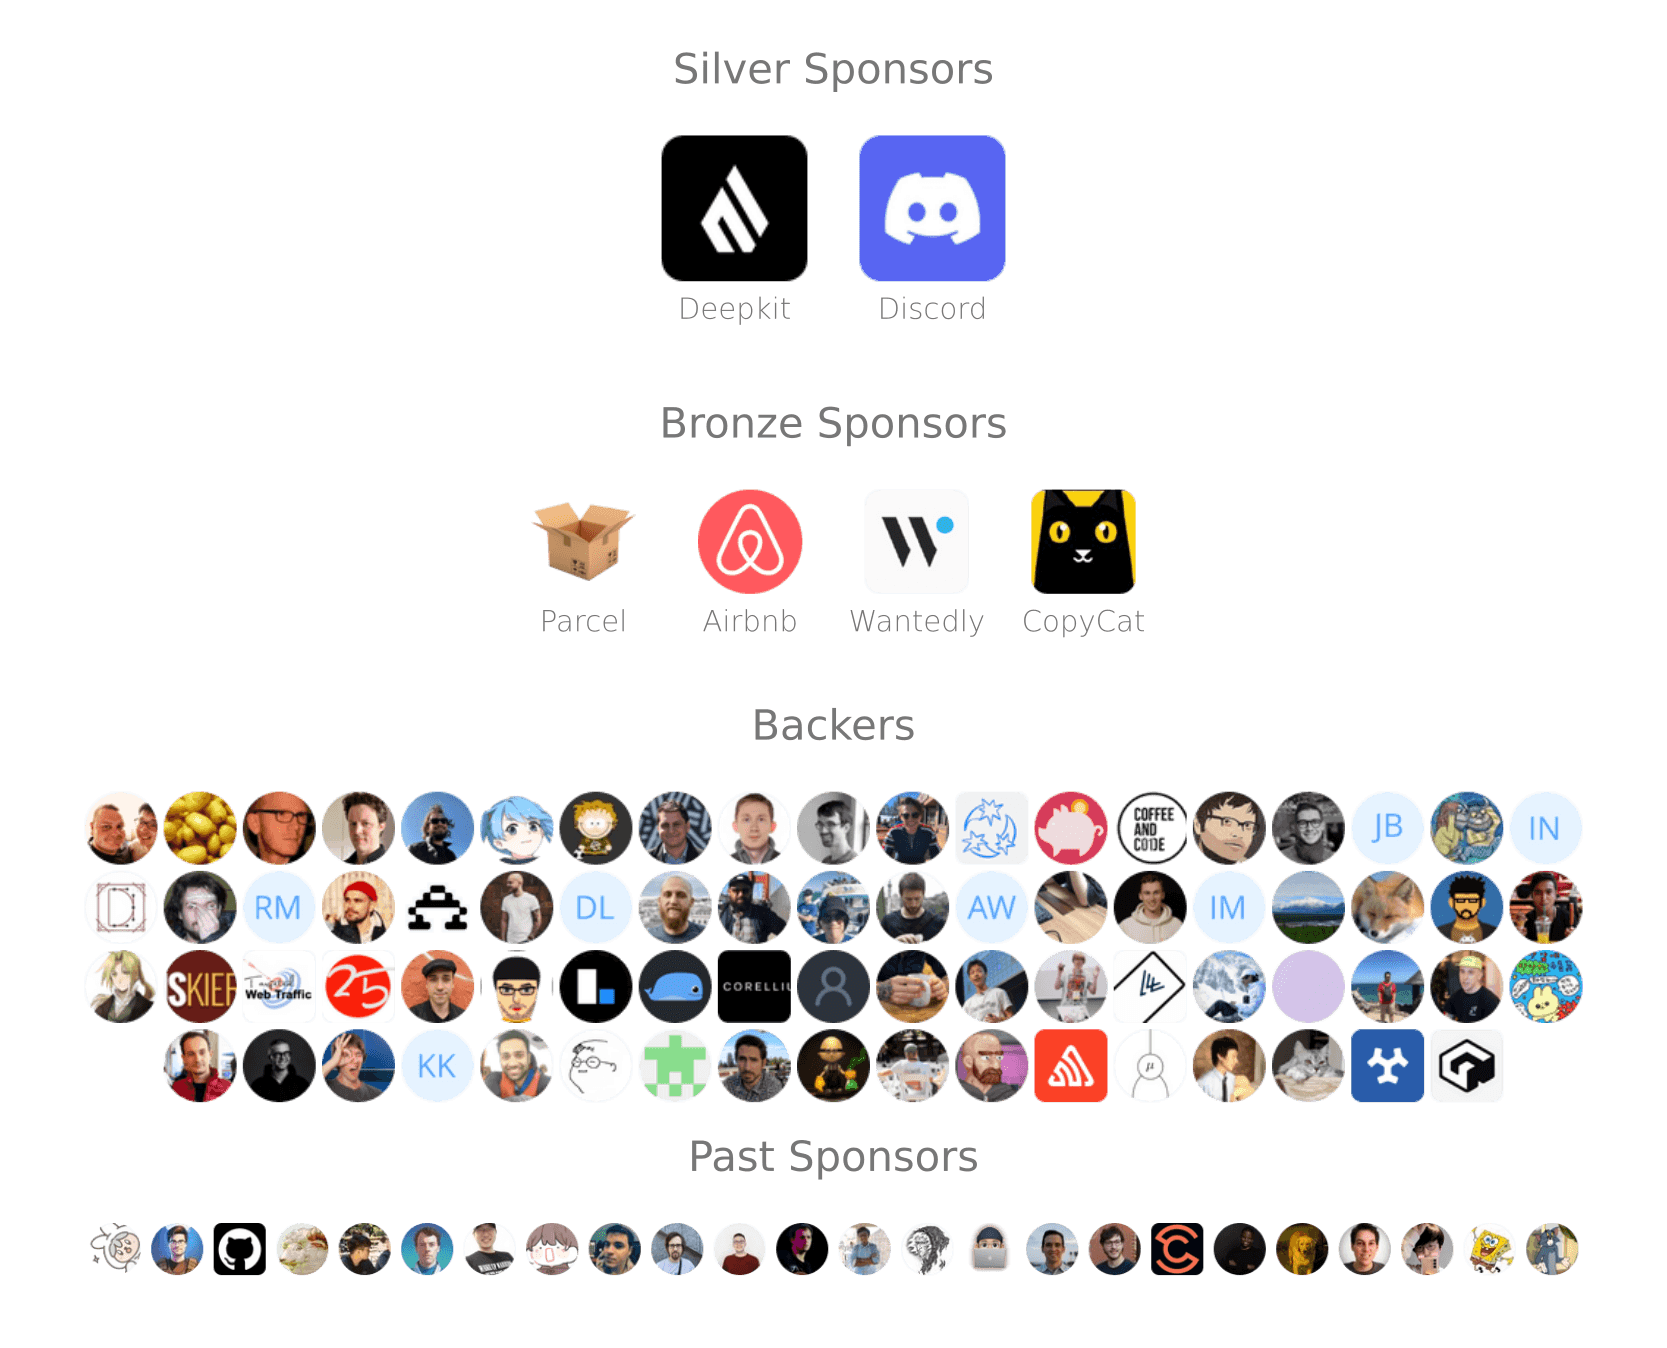 Silver Sponsors
Deepkit Discord
Bronze Sponsors
Parcel Airbnb Wantedly CopyCat
Backers
COFFEE
AND
CODE
JB
IN
RM
DL
AW
IM
SKIEF
Web Traffic
25
CORELLIU
KK
μ
Past Sponsors